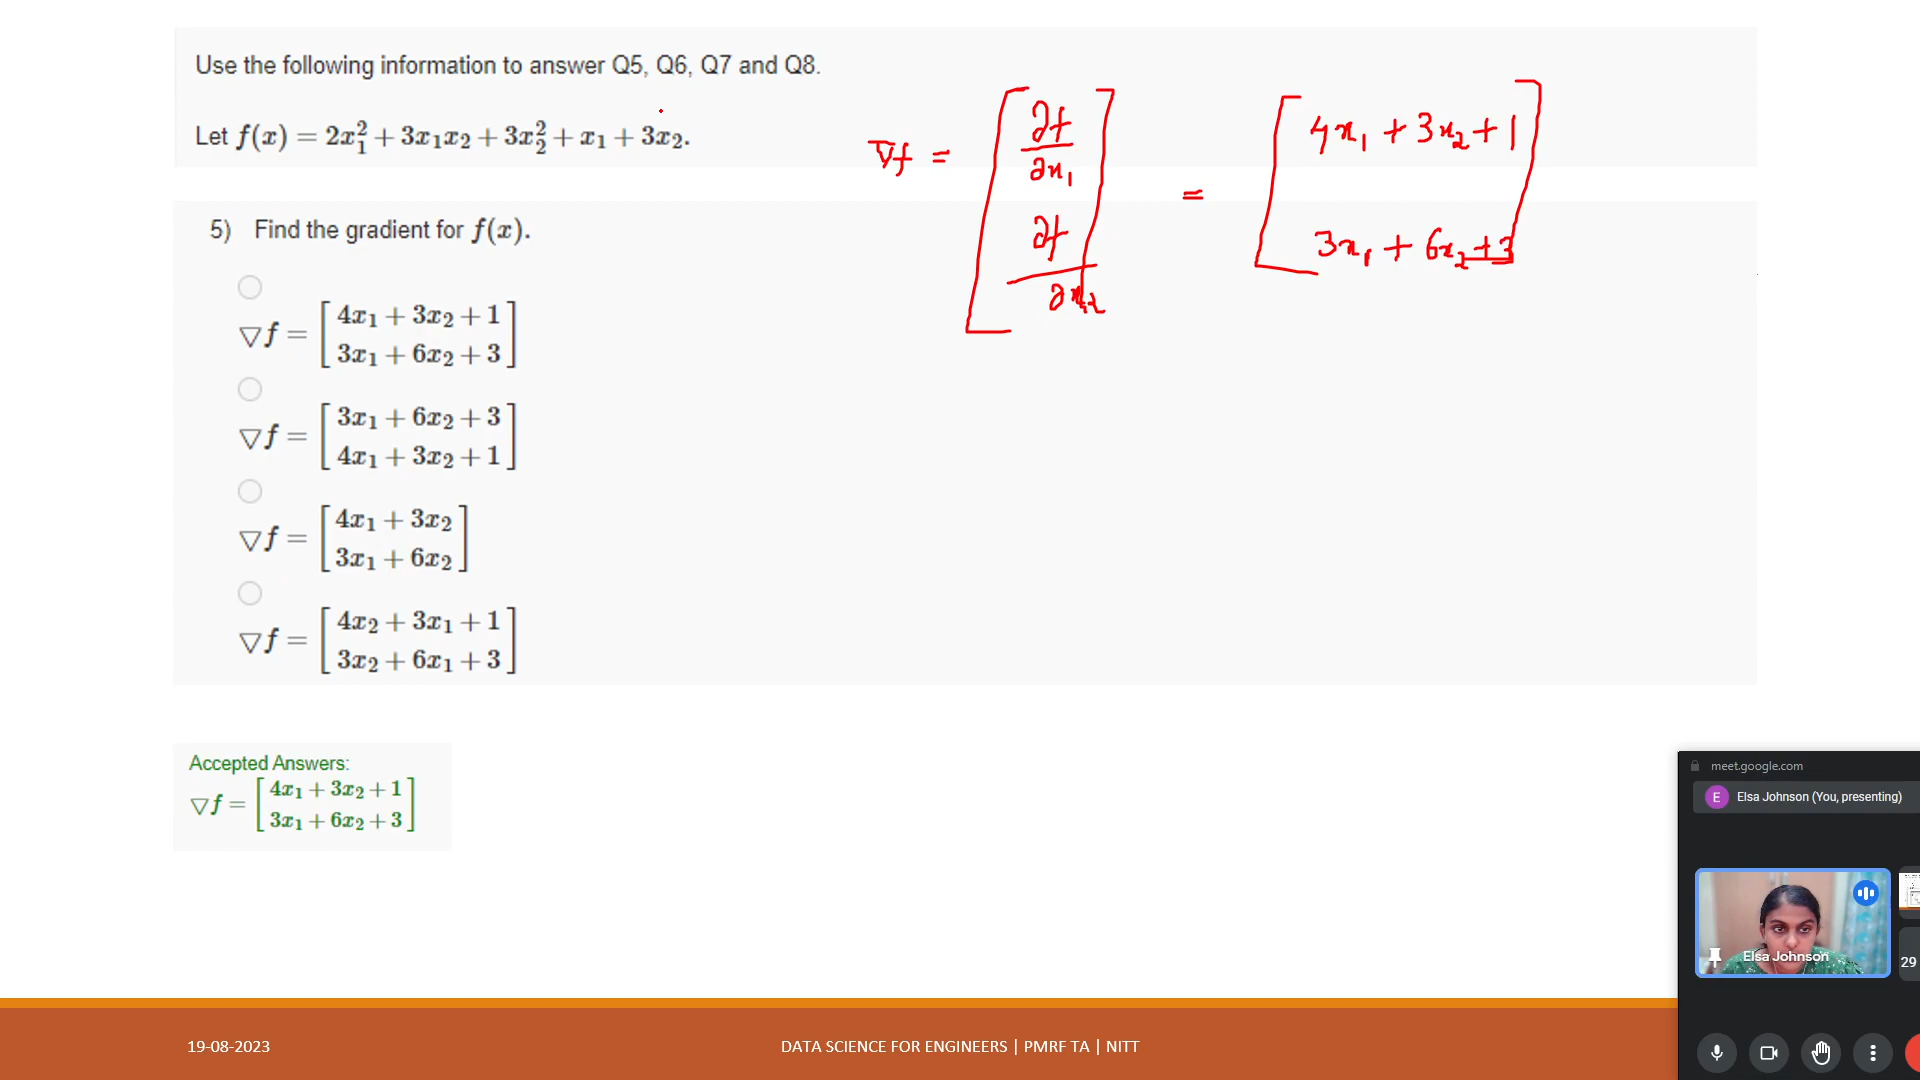 Use the following information to answer Q5, Q6, Q7 and Q8.
Let f(x) = 2x₁² + 3x₁x₂ + 3x₂² + x₁ + 3x₂.
∇f = [ ∂f/∂x₁ ; ∂f/∂x₂ ] = [ 4x₁ + 3x₂ + 1 ; 3x₁ + 6x₂ + 3 ]
5) Find the gradient for f(x).
▽f = [ 4x₁ + 3x₂ + 1
3x₁ + 6x₂ + 3 ]
▽f = [ 3x₁ + 6x₂ + 3
4x₁ + 3x₂ + 1 ]
▽f = [ 4x₁ + 3x₂
3x₁ + 6x₂ ]
▽f = [ 4x₂ + 3x₁ + 1
3x₂ + 6x₁ + 3 ]
Accepted Answers:
▽f = [ 4x₁ + 3x₂ + 1
3x₁ + 6x₂ + 3 ]
meet.google.com
E Elsa Johnson (You, presenting)
Elsa Johnson
29
19-08-2023
DATA SCIENCE FOR ENGINEERS | PMRF TA | NITT